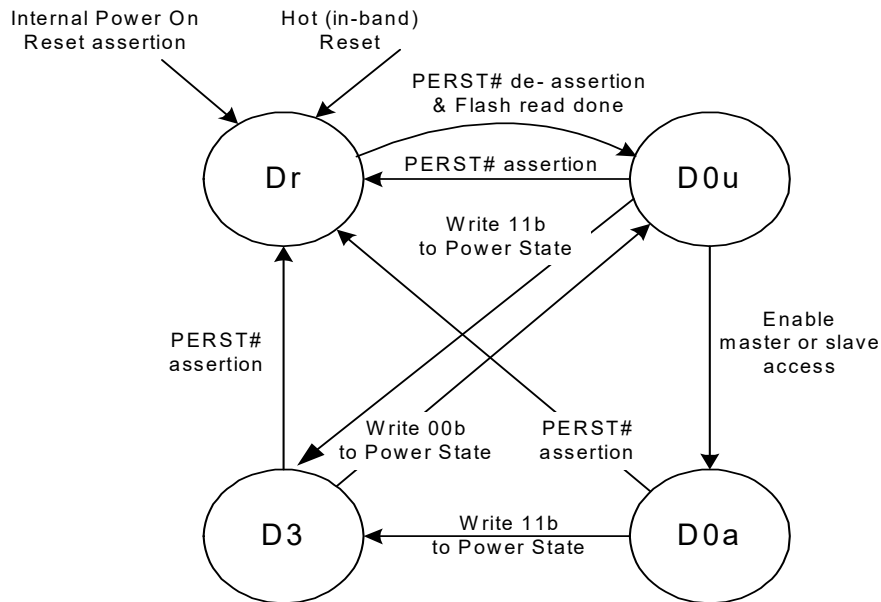 Internal Power On
Reset assertion
Hot (in-band)
Reset
PERST# de- assertion
& Flash read done
Dr
PERST# assertion
D0u
Write 11b
to Power State
PERST#
assertion
Enable
master or slave
access
Write 00b
to Power State
PERST#
assertion
D3
Write 11b
to Power State
D0a